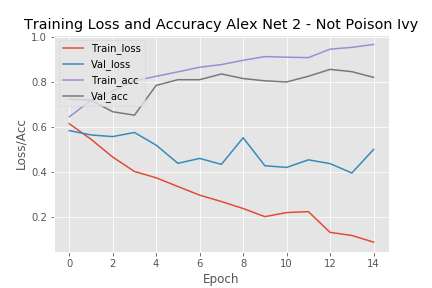 Training Loss and Accuracy Alex Net 2 - Not Poison Ivy
1.0
0.8
0.6
0.4
0.2
Loss/Acc
Train_loss
Val_loss
Train_acc
Val_acc
0 2 4 6 8 10 12 14
Epoch